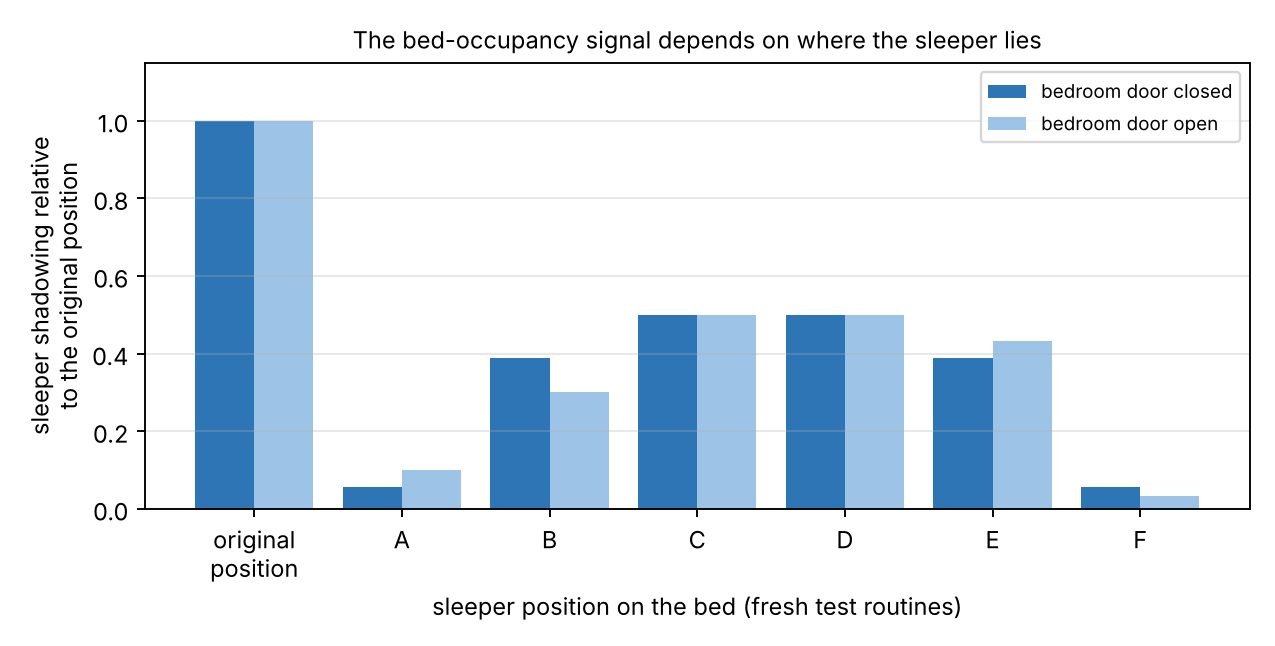 The bed-occupancy signal depends on where the sleeper lies
bedroom door closed
bedroom door open
sleeper shadowing relative
to the original position
1.0
0.8
0.6
0.4
0.2
0.0
original
position
A
B
C
D
E
F
sleeper position on the bed (fresh test routines)